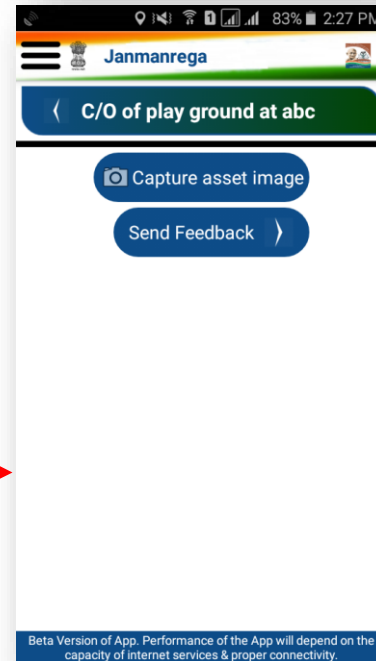 83% 2:27 PM
Janmanrega
C/O of play ground at abc
Capture asset image
Send Feedback
Beta Version of App. Performance of the App will depend on the
capacity of internet services & proper connectivity.